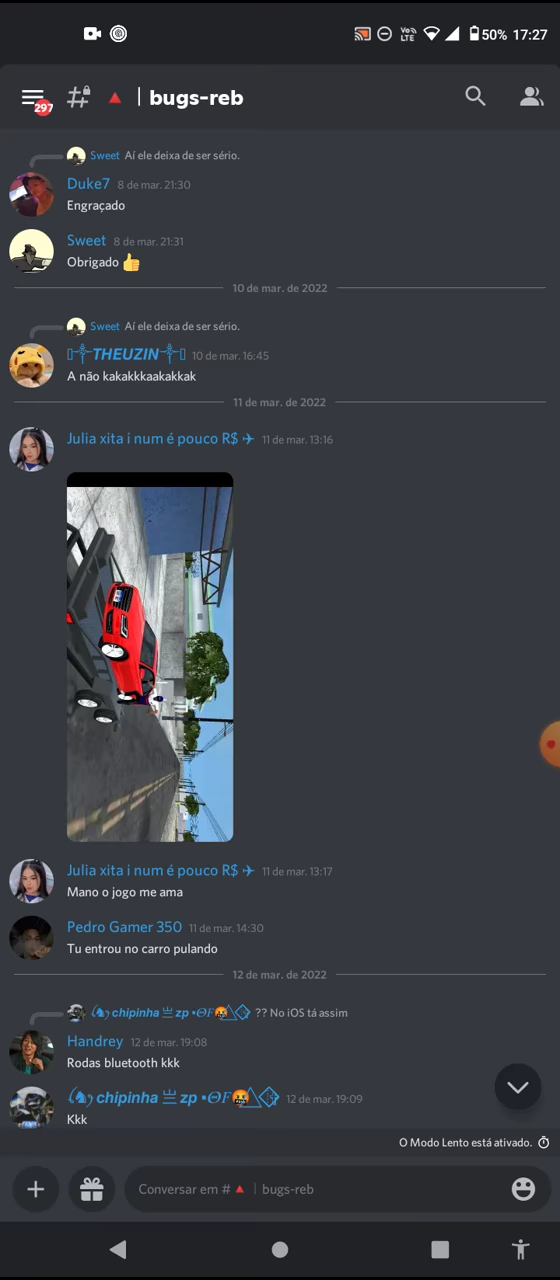 50% 17:27
297 bugs-reb
Sweet Aí ele deixa de ser sério.
Duke7 8 de mar. 21:30
Engraçado
Sweet 8 de mar. 21:31
Obrigado 👍
10 de mar. de 2022
Sweet Aí ele deixa de ser sério.
༒THEUZIN༒ 10 de mar. 16:45
A não kakakkkaakakkak
11 de mar. de 2022
Julia xita i num é pouco R$ ✈ 11 de mar. 13:16
Julia xita i num é pouco R$ ✈ 11 de mar. 13:17
Mano o jogo me ama
Pedro Gamer 350 11 de mar. 14:30
Tu entrou no carro pulando
12 de mar. de 2022
chipinha 亗 zp •ΘF🤬 ?? No iOS tá assim
Handrey 12 de mar. 19:08
Rodas bluetooth kkk
chipinha 亗 zp •ΘF🤬 12 de mar. 19:09
Kkk
O Modo Lento está ativado.
Conversar em #🔺｜bugs-reb